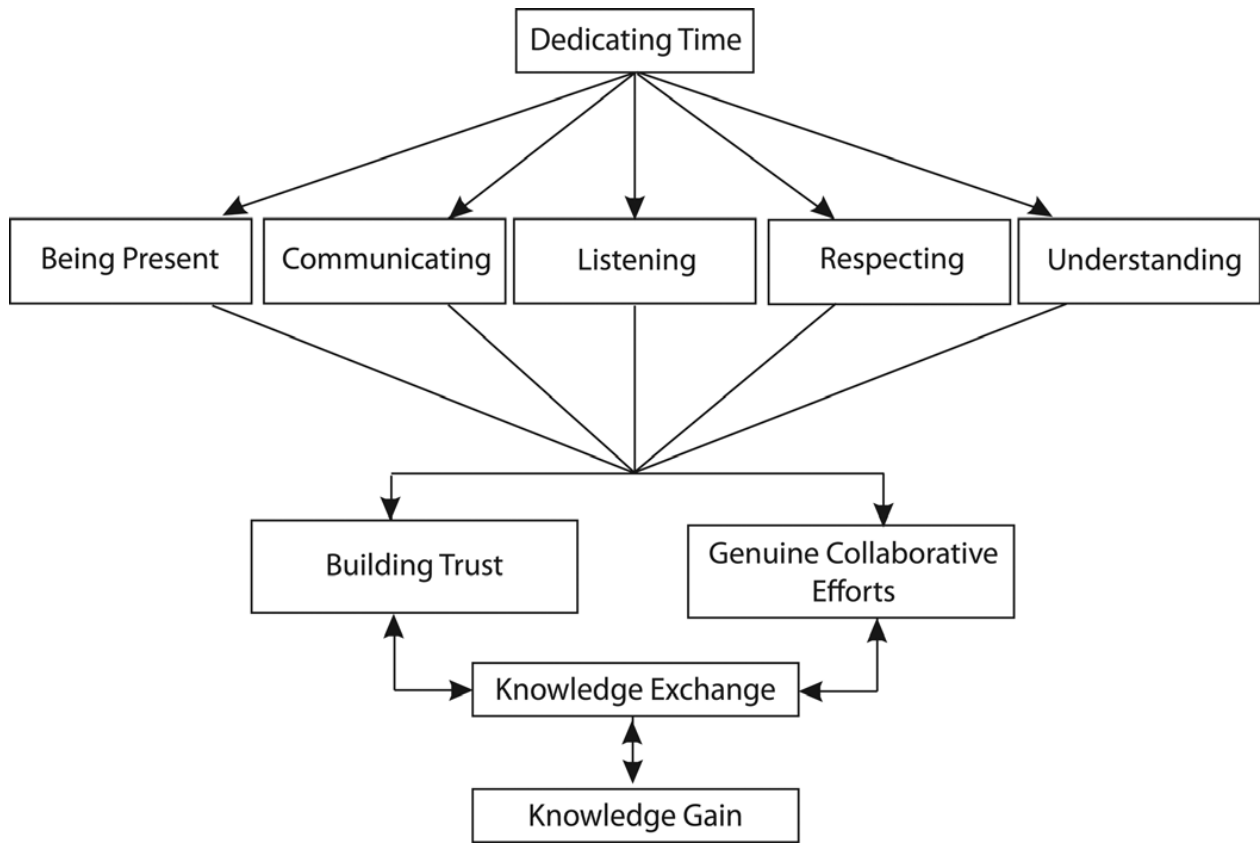 Dedicating Time
Being Present
Communicating
Listening
Respecting
Understanding
Building Trust
Genuine Collaborative
Efforts
Knowledge Exchange
Knowledge Gain